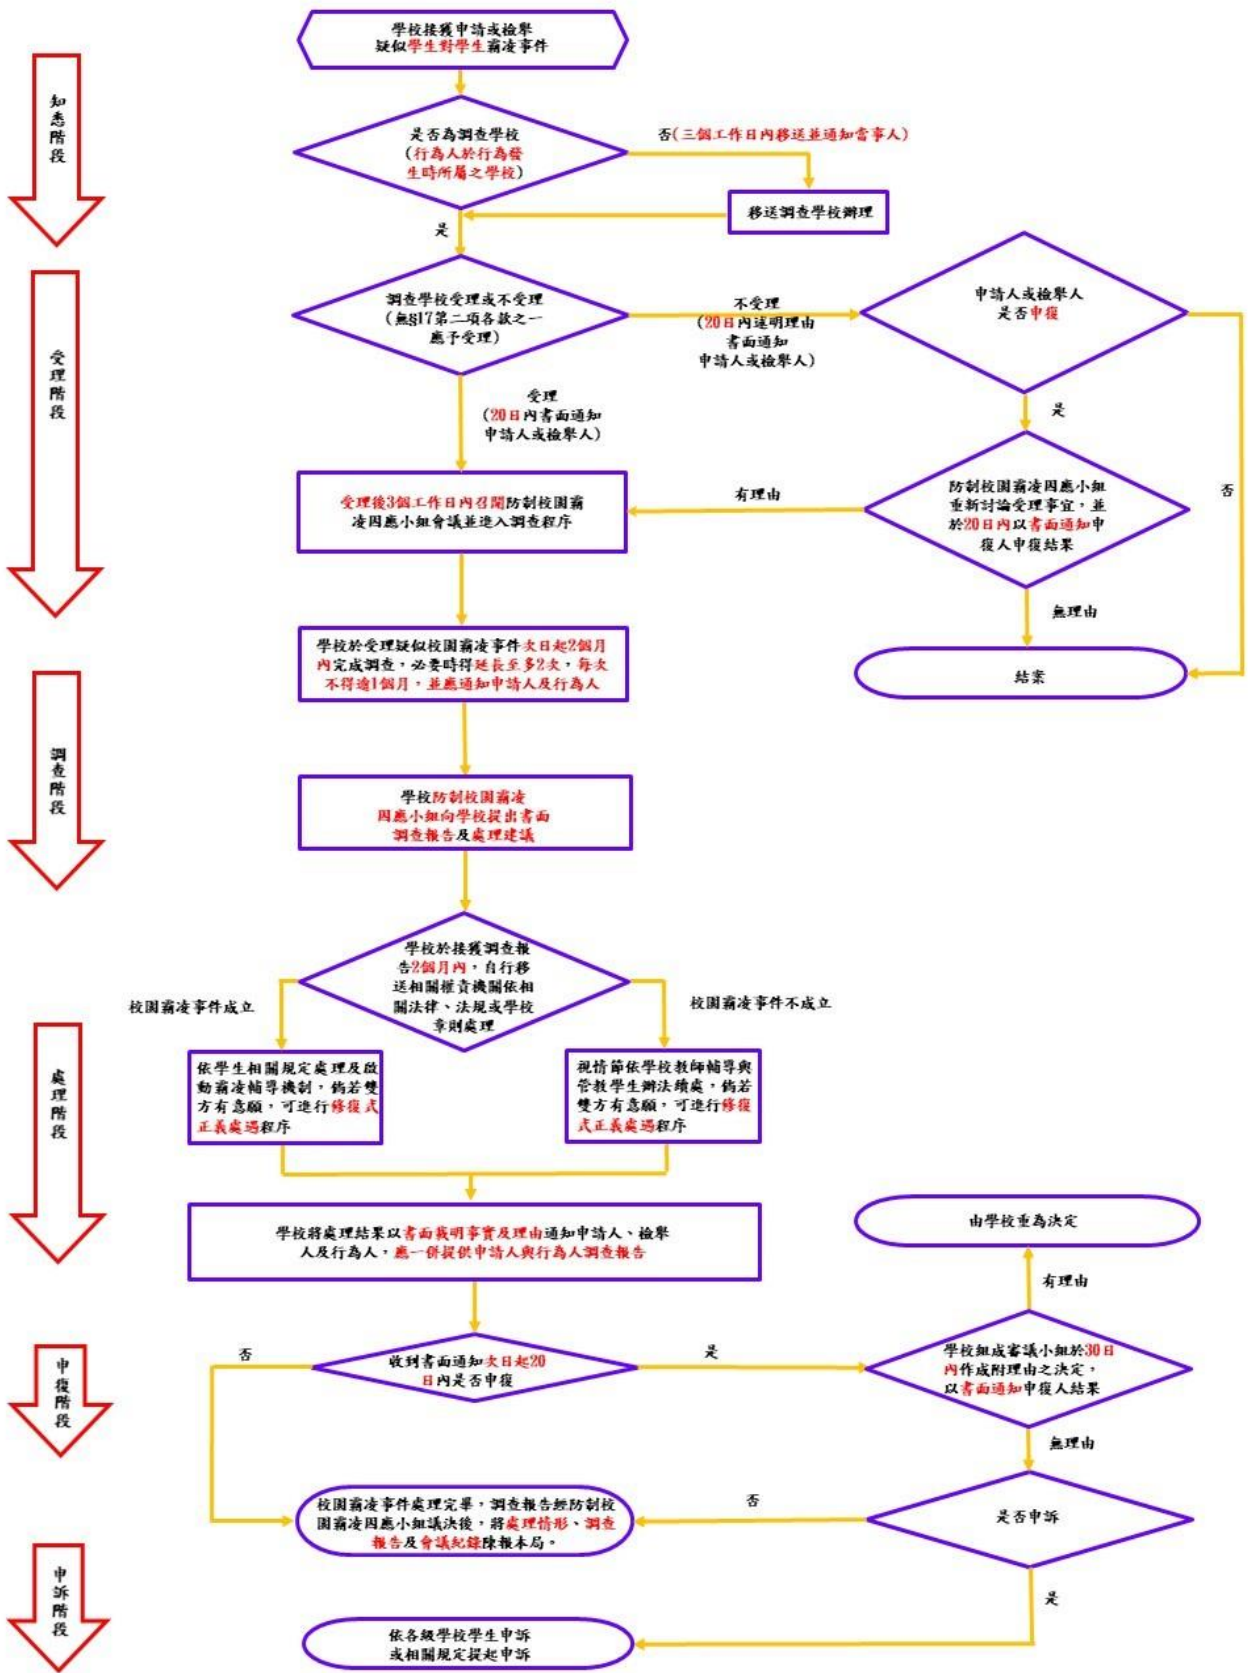 學校接獲申請或檢舉
疑似學生對學生霸凌事件
知悉階段
是否為調查學校
(行為人於行為發
生時所屬之學校)
否(三個工作日內移送並通知當事人)
移送調查學校辦理
是
受理階段
調查學校受理或不受理
(無§17第二項各款之一
應予受理)
不受理
(20日內述明理由
書面通知
申請人或檢舉人)
申請人或檢舉人
是否申復
受理
(20日內書面通知
申請人或檢舉人)
是
否
受理後3個工作日內召開防制校園霸
凌因應小組會議並進入調查程序
有理由
防制校園霸凌因應小組
重新討論受理事宜，並
於20日內以書面通知申
復人申復結果
無理由
結案
學校於受理疑似校園霸凌事件次日起2個月
內完成調查，必要時得延長至多2次，每次
不得逾1個月，並應通知申請人及行為人
調查階段
學校防制校園霸凌
因應小組向學校提出書面
調查報告及處理建議
學校於接獲調查報
告2個月內，自行移
送相關權責機關依相
關法律、法規或學校
章則處理
校園霸凌事件成立
校園霸凌事件不成立
處理階段
依學生相關規定處理及啟
動霸凌輔導機制，倘若雙
方有意願，可進行修復式
正義處遇程序
視情節依學校教師輔導與
管教學生辦法續處，倘若
雙方有意願，可進行修復
式正義處遇程序
學校將處理結果以書面載明事實及理由通知申請人、檢舉
人及行為人，應一併提供申請人與行為人調查報告
由學校重為決定
有理由
申復階段
否
收到書面通知次日起20
日內是否申復
是
學校組成審議小組於30日
內作成附理由之決定，
以書面通知申復人結果
無理由
校園霸凌事件處理完畢，調查報告經防制校
園霸凌因應小組議決後，將處理情形、調查
報告及會議紀錄陳報本局。
否
是否申訴
是
申訴階段
依各級學校學生申訴
或相關規定提起申訴